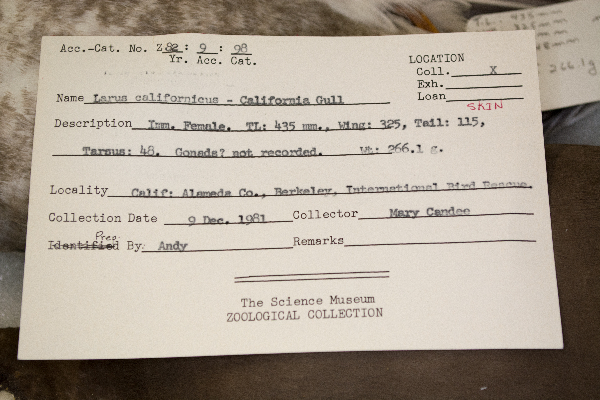 Acc.-Cat. No. Z82 : 9 : 98
Yr. Acc. Cat.
LOCATION
Coll. X
Exh.
Loan
SKIN
Name Larus californicus - California Gull
Description Imm. Female. TL: 435 mm., Wing: 325, Tail: 115,
Tarsus: 48. Gonads? not recorded. Wt: 266.1 g.
Locality Calif: Alameda Co., Berkeley, International Bird Rescue.
Collection Date 9 Dec. 1981 Collector Mary Candee
Prep.
Identified By: Andy Remarks
The Science Museum
ZOOLOGICAL COLLECTION
266.1g